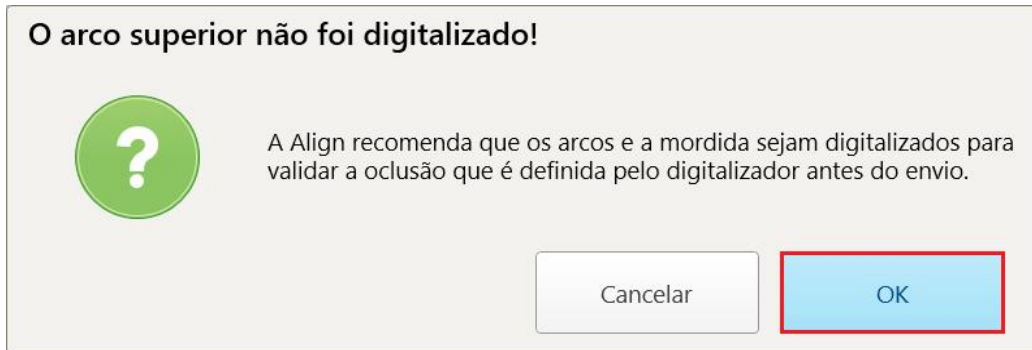 O arco superior não foi digitalizado!
A Align recomenda que os arcos e a mordida sejam digitalizados para
validar a oclusão que é definida pelo digitalizador antes do envio.
Cancelar
OK